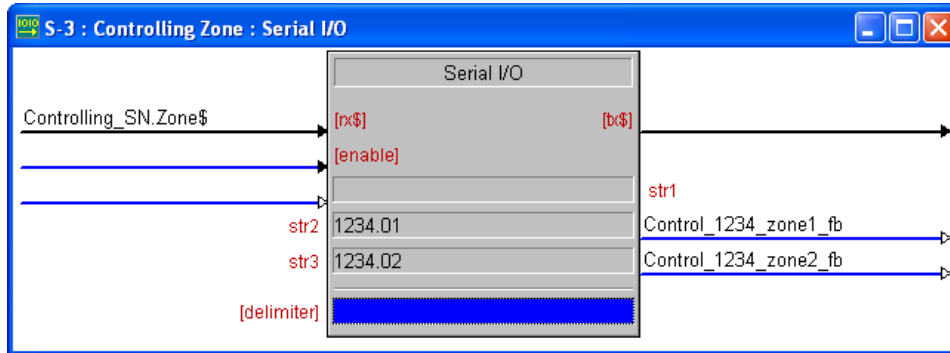 S-3 : Controlling Zone : Serial I/O
Serial I/O
Controlling_SN.Zone$ [rx$] [tx$]
[enable]
str1
str2 1234.01 Control_1234_zone1_fb
str3 1234.02 Control_1234_zone2_fb
[delimiter]